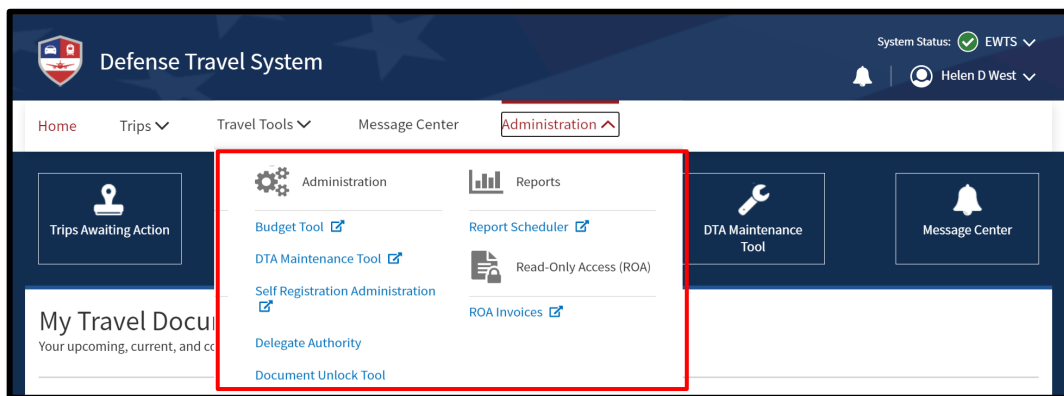 System Status: EWTS
Defense Travel System
Helen D West
Home Trips Travel Tools Message Center Administration
Administration Reports
Trips Awaiting Action
Budget Tool Report Scheduler
DTA Maintenance Tool
Message Center
DTA Maintenance Tool
Read-Only Access (ROA)
Self Registration Administration
ROA Invoices
My Travel Docu
Your upcoming, current, and co
Delegate Authority
Document Unlock Tool